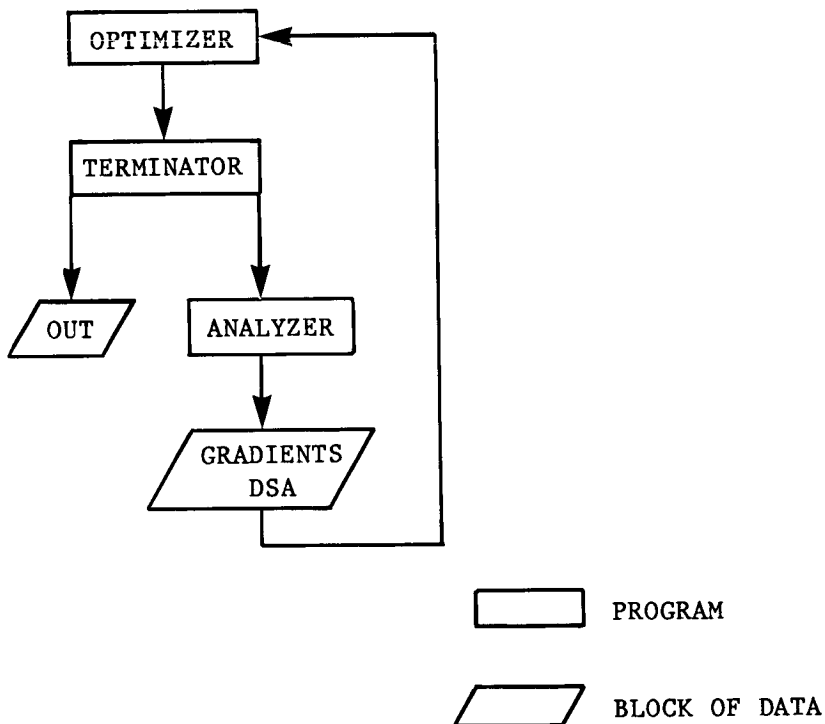 OPTIMIZER
TERMINATOR
OUT
ANALYZER
GRADIENTS
DSA
PROGRAM
BLOCK OF DATA